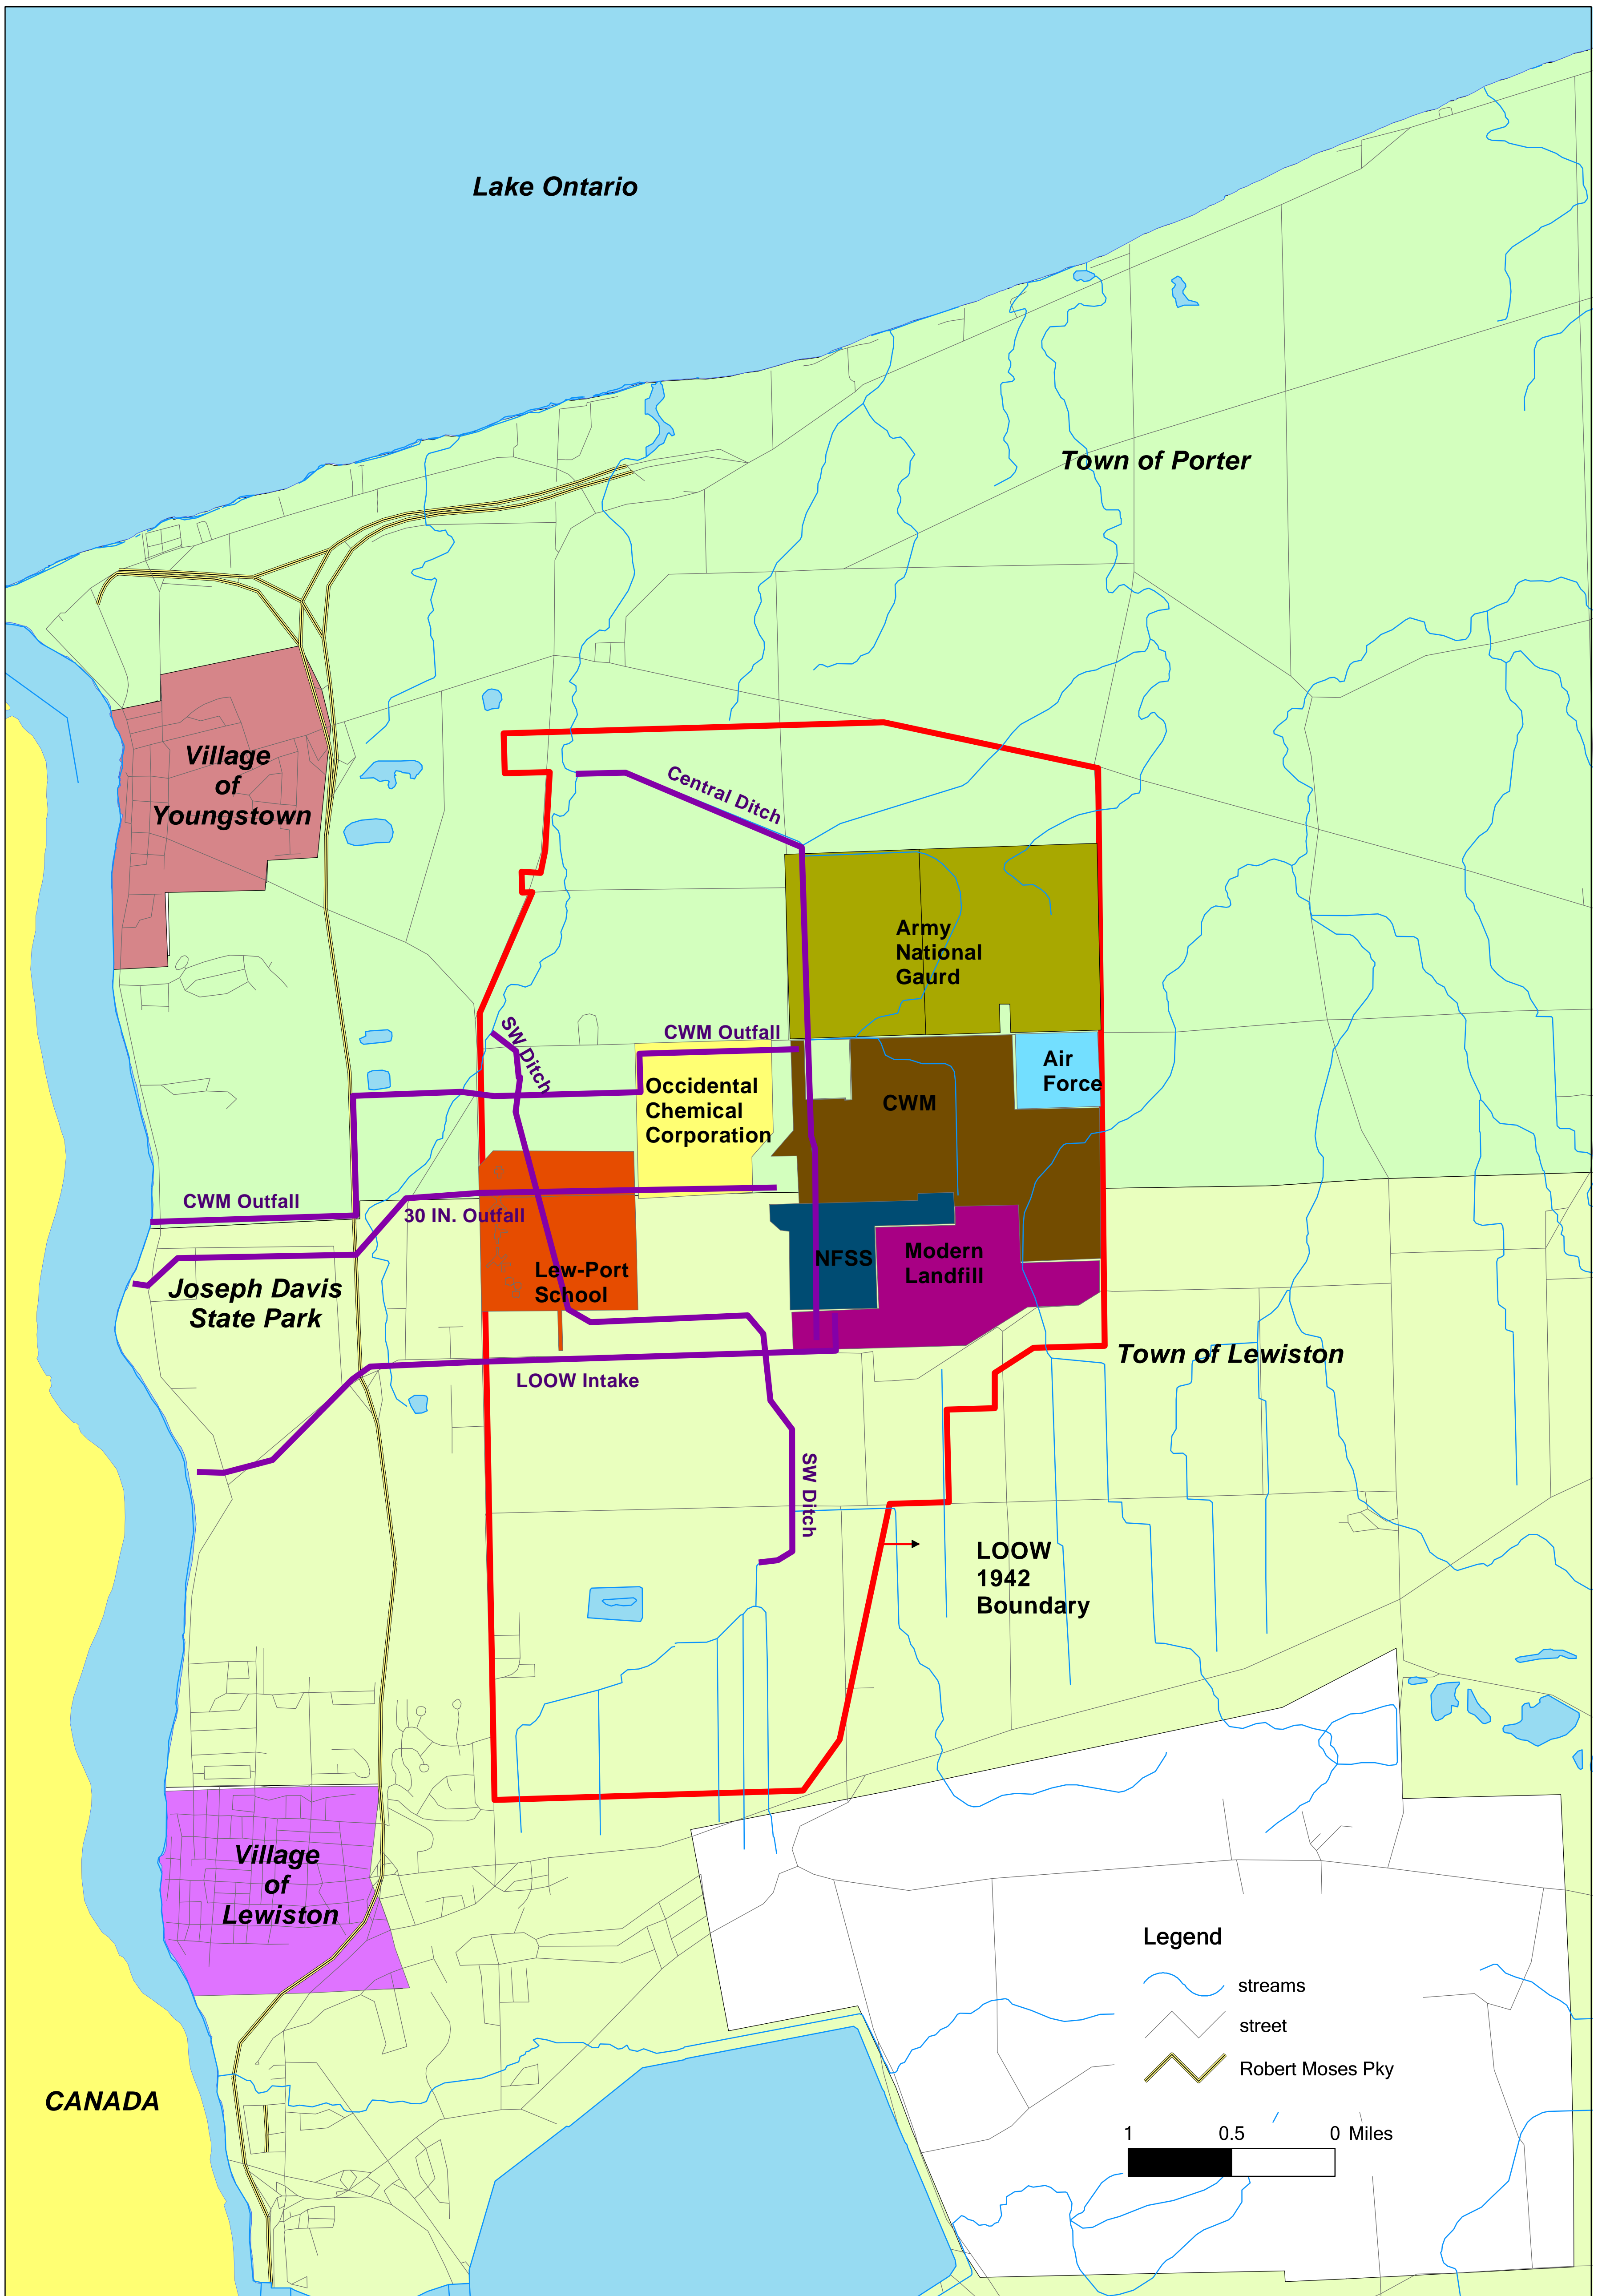 Lake Ontario
Town of Porter
Village
of
Youngstown
Central Ditch
Army
National
Gaurd
SW Ditch
CWM Outfall
Air
Force
Occidental
Chemical
Corporation
CWM
CWM Outfall
30 IN. Outfall
NFSS
Modern
Landfill
Lew-Port
School
Joseph Davis
State Park
Town of Lewiston
LOOW Intake
SW Ditch
LOOW
1942
Boundary
Village
of
Lewiston
Legend
streams
street
Robert Moses Pky
CANADA
1 0.5 0 Miles